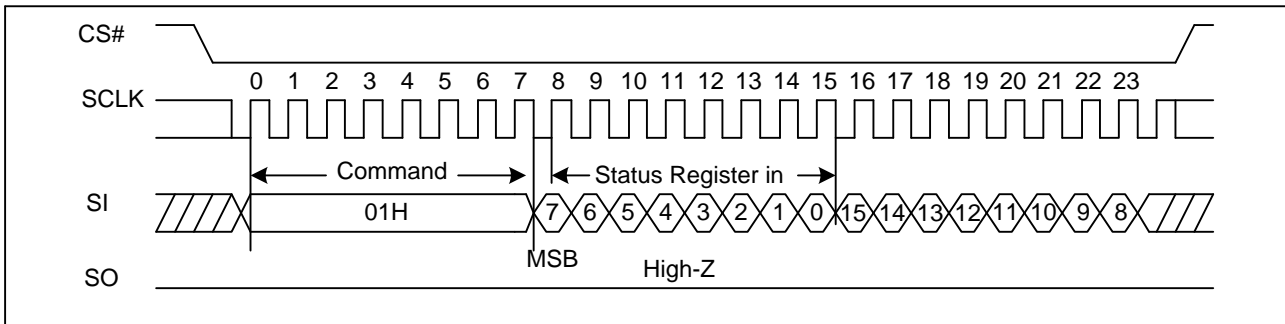 CS#
0 1 2 3 4 5 6 7 8 9 10 11 12 13 14 15 16 17 18 19 20 21 22 23
SCLK
Command Status Register in
SI 01H 7 6 5 4 3 2 1 0 15 14 13 12 11 10 9 8
MSB High-Z
SO